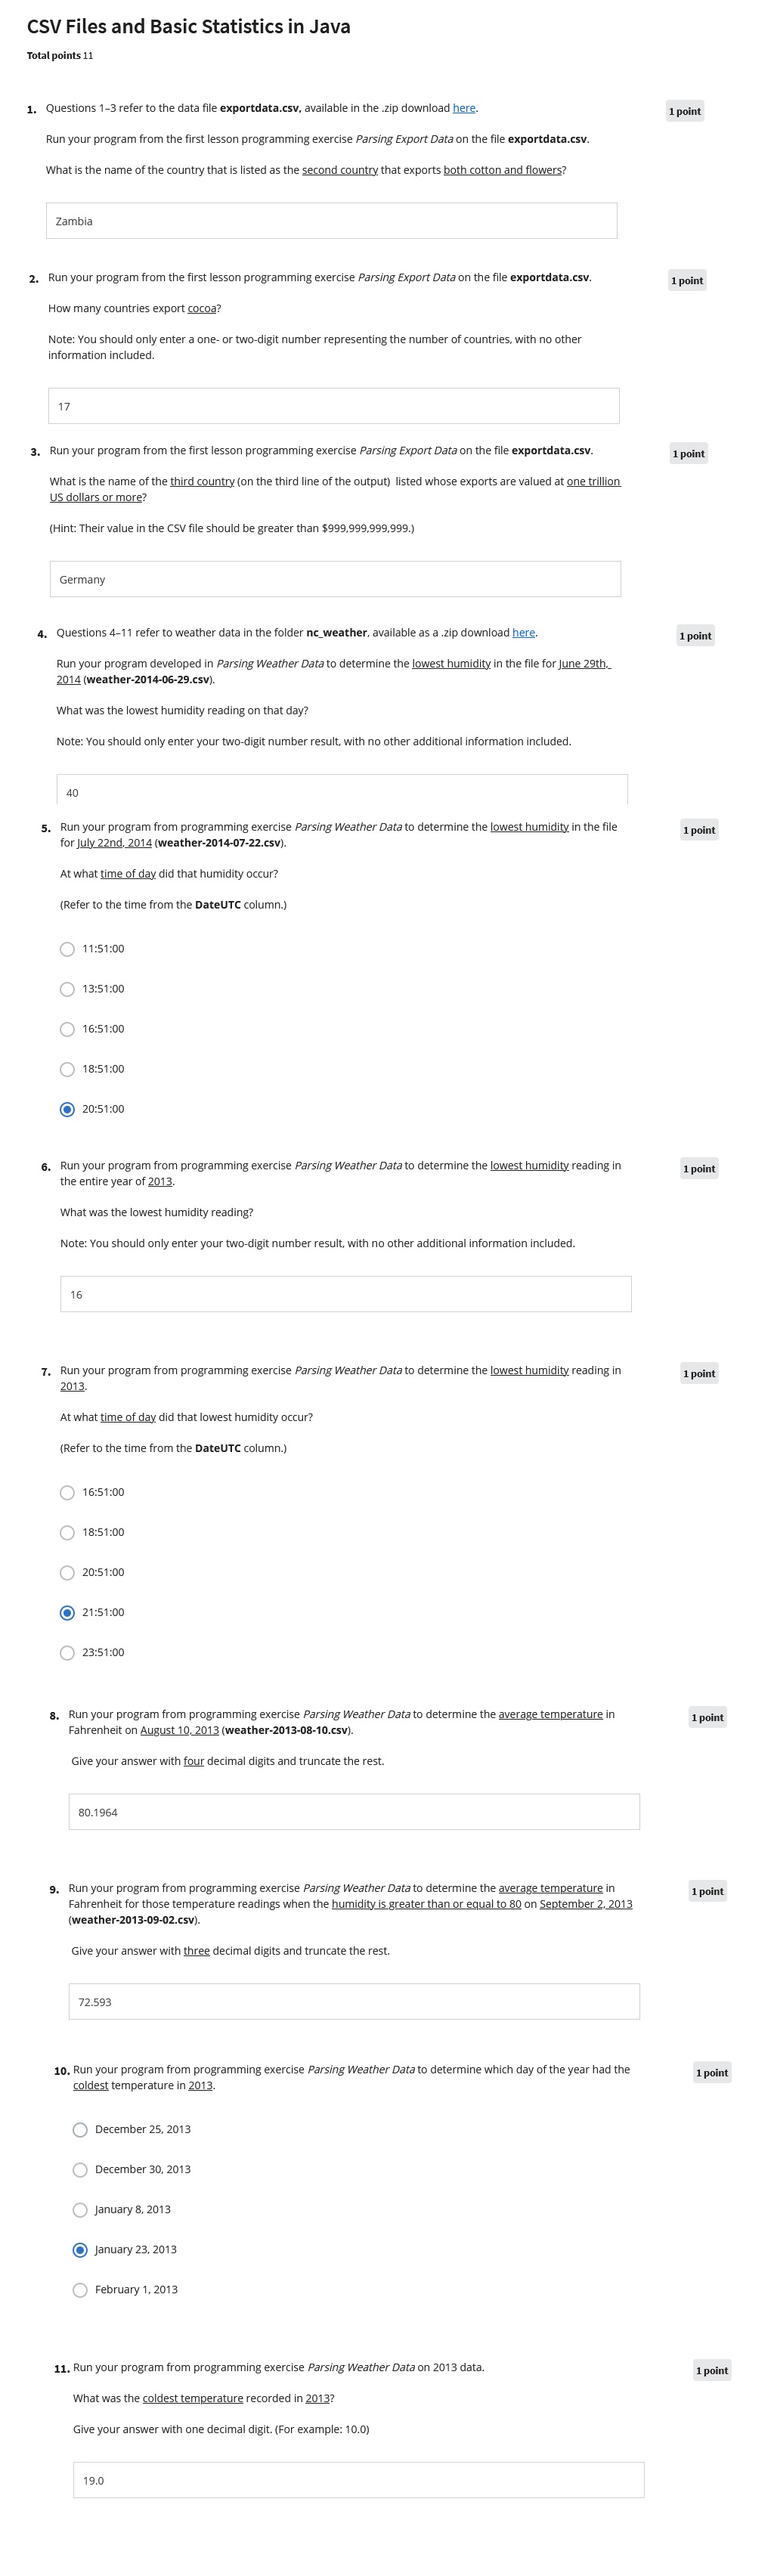 CSV Files and Basic Statistics in Java
Total points 11
1. Questions 1–3 refer to the data file exportdata.csv, available in the .zip download here.
1 point
Run your program from the first lesson programming exercise Parsing Export Data on the file exportdata.csv.
What is the name of the country that is listed as the second country that exports both cotton and flowers?
Zambia
2. Run your program from the first lesson programming exercise Parsing Export Data on the file exportdata.csv.
1 point
How many countries export cocoa?
Note: You should only enter a one- or two-digit number representing the number of countries, with no other
information included.
17
3. Run your program from the first lesson programming exercise Parsing Export Data on the file exportdata.csv.
1 point
What is the name of the third country (on the third line of the output) listed whose exports are valued at one trillion
US dollars or more?
(Hint: Their value in the CSV file should be greater than $999,999,999,999.)
Germany
4. Questions 4–11 refer to weather data in the folder nc_weather, available as a .zip download here.
1 point
Run your program developed in Parsing Weather Data to determine the lowest humidity in the file for June 29th,
2014 (weather-2014-06-29.csv).
What was the lowest humidity reading on that day?
Note: You should only enter your two-digit number result, with no other additional information included.
40
5. Run your program from programming exercise Parsing Weather Data to determine the lowest humidity in the file
1 point
for July 22nd, 2014 (weather-2014-07-22.csv).
At what time of day did that humidity occur?
(Refer to the time from the DateUTC column.)
11:51:00
13:51:00
16:51:00
18:51:00
20:51:00
6. Run your program from programming exercise Parsing Weather Data to determine the lowest humidity reading in
1 point
the entire year of 2013.
What was the lowest humidity reading?
Note: You should only enter your two-digit number result, with no other additional information included.
16
7. Run your program from programming exercise Parsing Weather Data to determine the lowest humidity reading in
1 point
2013.
At what time of day did that lowest humidity occur?
(Refer to the time from the DateUTC column.)
16:51:00
18:51:00
20:51:00
21:51:00
23:51:00
8. Run your program from programming exercise Parsing Weather Data to determine the average temperature in
1 point
Fahrenheit on August 10, 2013 (weather-2013-08-10.csv).
Give your answer with four decimal digits and truncate the rest.
80.1964
9. Run your program from programming exercise Parsing Weather Data to determine the average temperature in
1 point
Fahrenheit for those temperature readings when the humidity is greater than or equal to 80 on September 2, 2013
(weather-2013-09-02.csv).
Give your answer with three decimal digits and truncate the rest.
72.593
10. Run your program from programming exercise Parsing Weather Data to determine which day of the year had the
1 point
coldest temperature in 2013.
December 25, 2013
December 30, 2013
January 8, 2013
January 23, 2013
February 1, 2013
11. Run your program from programming exercise Parsing Weather Data on 2013 data.
1 point
What was the coldest temperature recorded in 2013?
Give your answer with one decimal digit. (For example: 10.0)
19.0